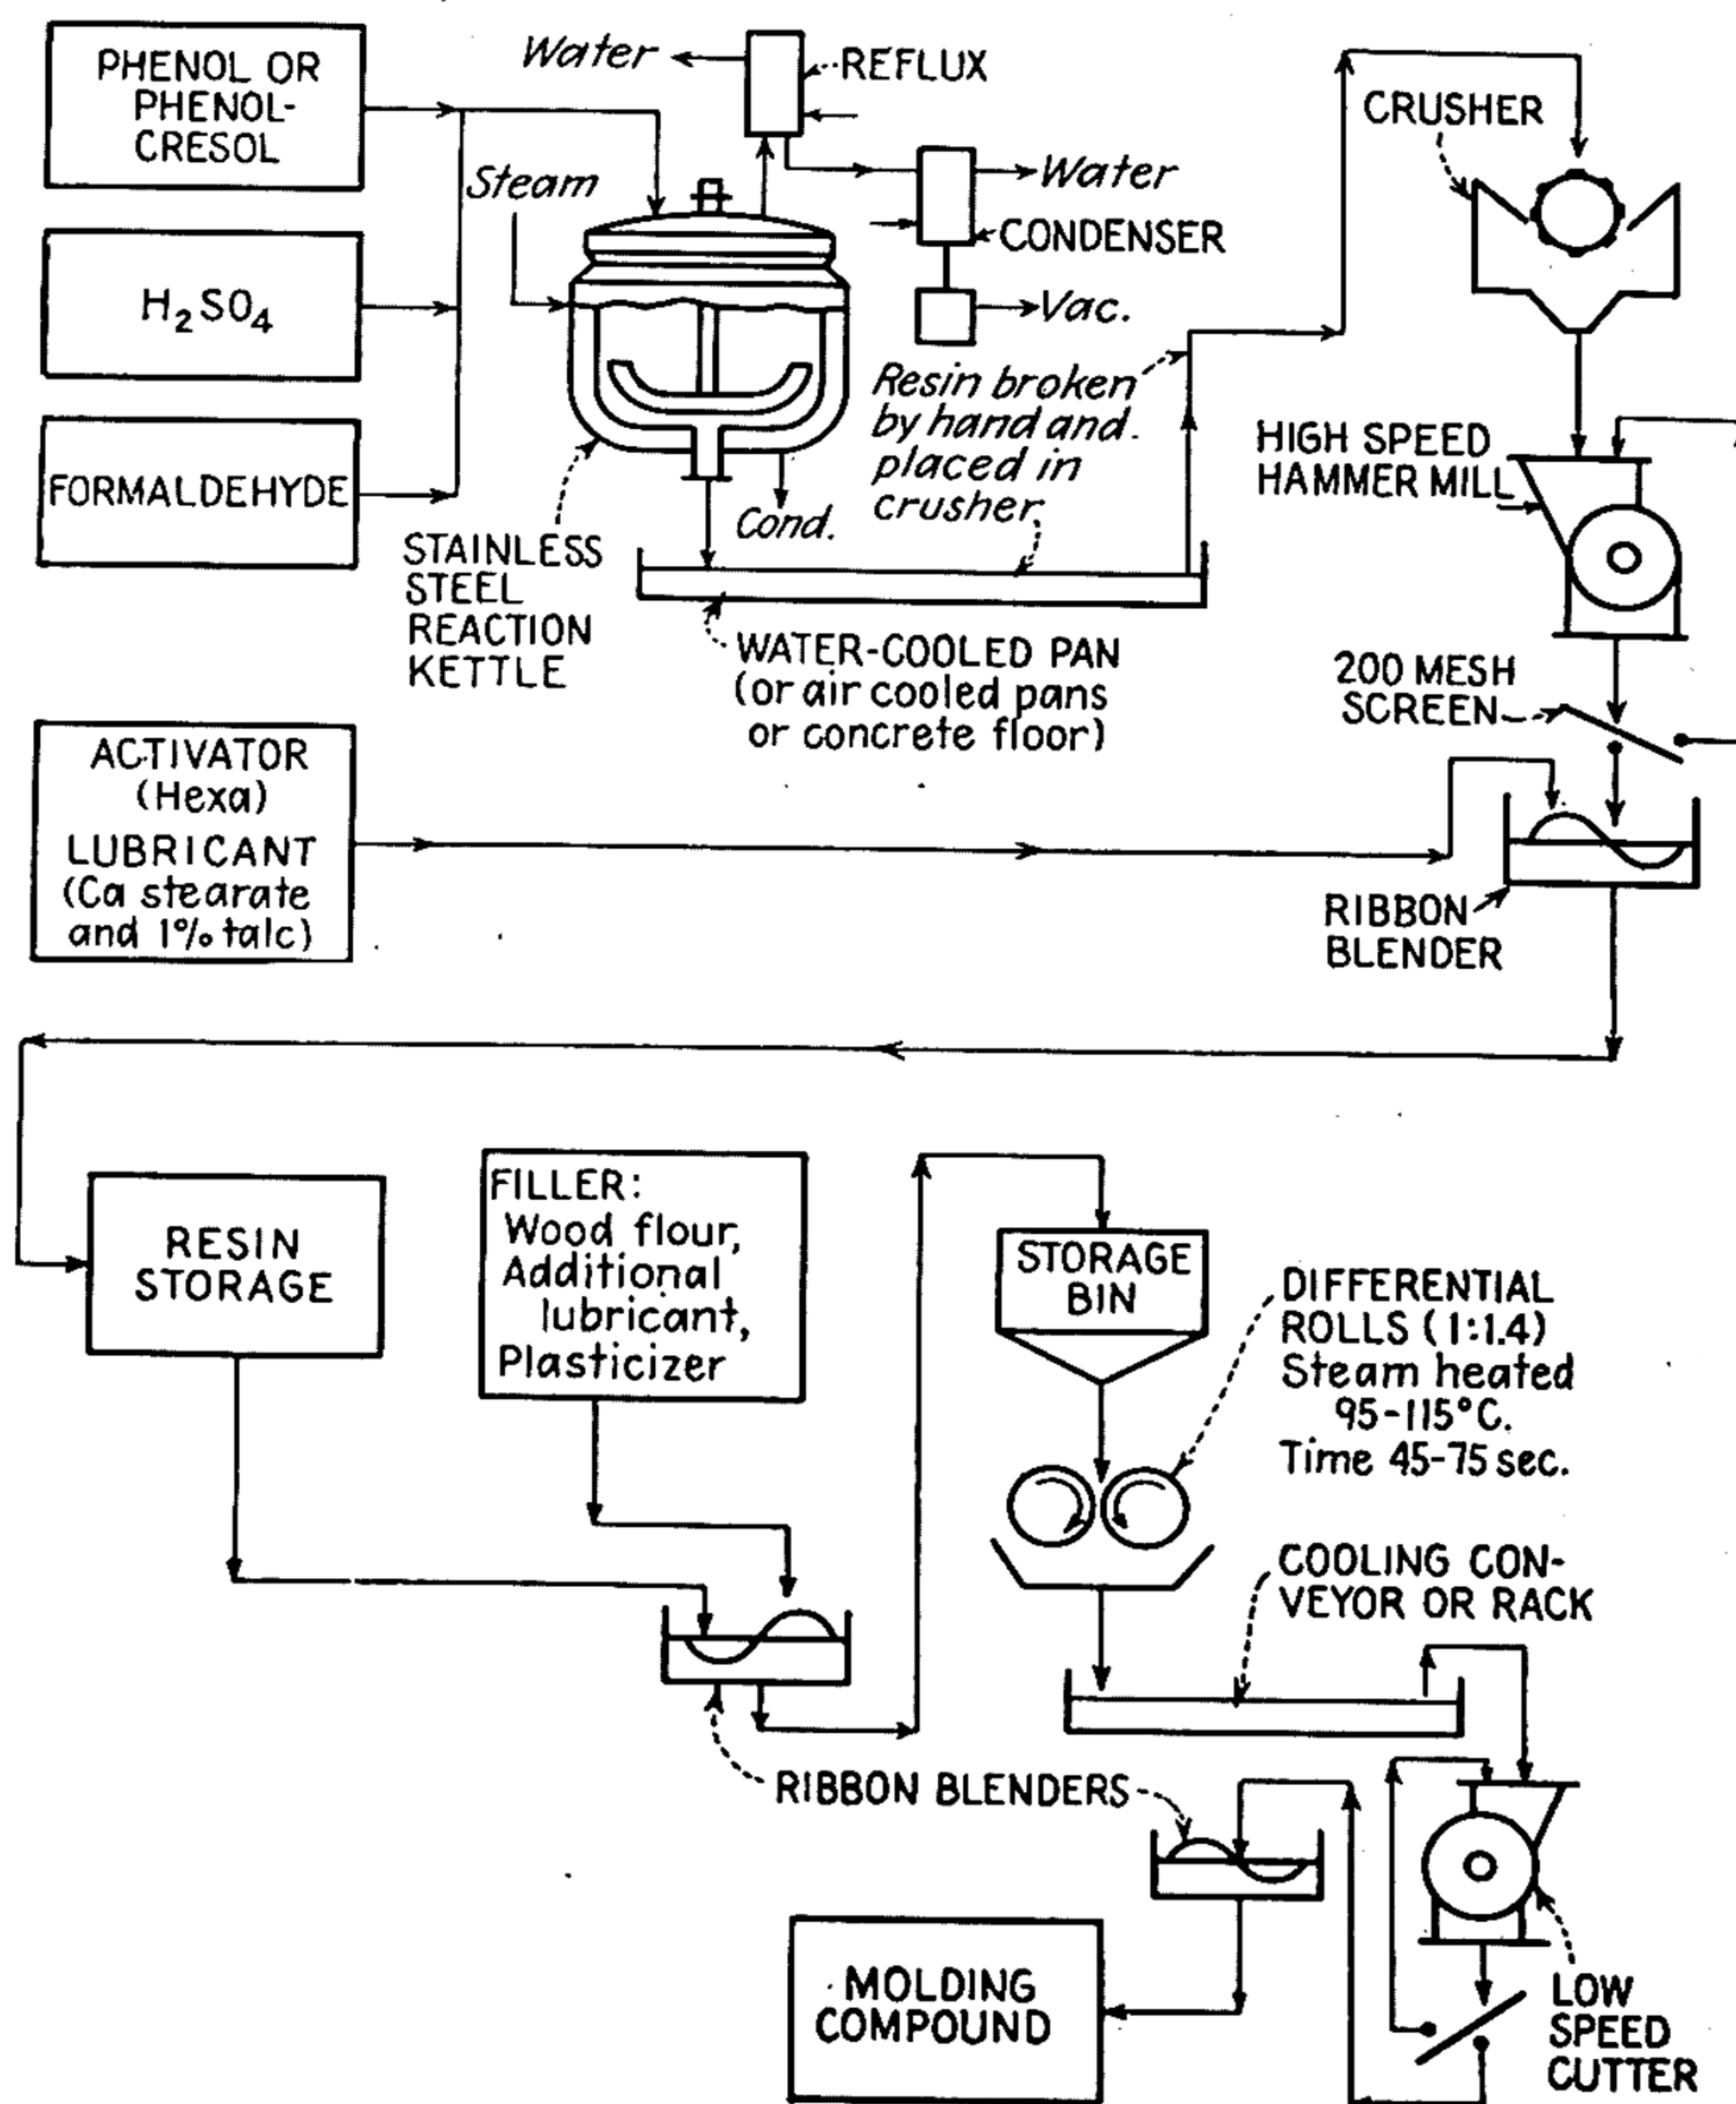 PHENOL OR
PHENOL-
CRESOL
H2SO4
FORMALDEHYDE
Water
REFLUX
Steam
Water
CONDENSER
Vac.
Resin broken
by hand and
placed in
crusher
Cond.
STAINLESS
STEEL
REACTION
KETTLE
WATER-COOLED PAN
(or air cooled pans
or concrete floor)
CRUSHER
HIGH SPEED
HAMMER MILL
200 MESH
SCREEN
ACTIVATOR
(Hexa)
LUBRICANT
(Ca stearate
and 1% talc)
RIBBON
BLENDER
RESIN
STORAGE
FILLER:
Wood flour,
Additional
lubricant,
Plasticizer
STORAGE
BIN
DIFFERENTIAL
ROLLS (1:1.4)
Steam heated
95-115°C.
Time 45-75 sec.
COOLING CON-
VEYOR OR RACK
RIBBON BLENDERS
MOLDING
COMPOUND
LOW
SPEED
CUTTER